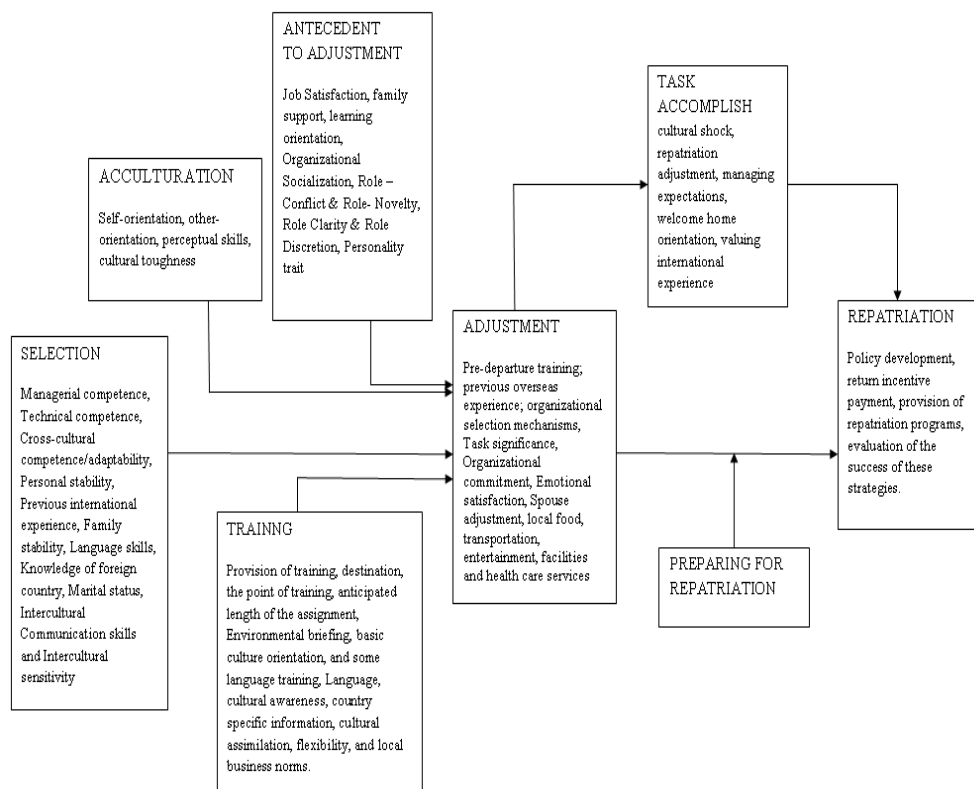 ANTECEDENT
TO ADJUSTMENT
Job Satisfaction, family
support, learning
orientation,
Organizational
Socialization, Role –
Conflict & Role- Novelty,
Role Clarity & Role
Discretion, Personality
trait
TASK
ACCOMPLISH
cultural shock,
repatriation
adjustment, managing
expectations,
welcome home
orientation, valuing
international
experience
ACCULTURATION
Self-orientation, other-
orientation, perceptual skills,
cultural toughness
SELECTION
Managerial competence,
Technical competence,
Cross-cultural
competence/adaptability,
Personal stability,
Previous international
experience, Family
stability, Language skills,
Knowledge of foreign
country, Marital status,
Intercultural
Communication skills
and Intercultural
sensitivity
ADJUSTMENT
Pre-departure training;
previous overseas
experience; organizational
selection mechanisms,
Task significance,
Organizational
commitment, Emotional
satisfaction, Spouse
adjustment, local food,
transportation,
entertainment, facilities
and health care services
REPATRIATION
Policy development,
return incentive
payment, provision of
repatriation programs,
evaluation of the
success of these
strategies.
TRAINNG
Provision of training, destination,
the point of training, anticipated
length of the assignment,
Environmental briefing, basic
culture orientation, and some
language training, Language,
cultural awareness, country
specific information, cultural
assimilation, flexibility, and local
business norms.
PREPARING FOR
REPATRIATION